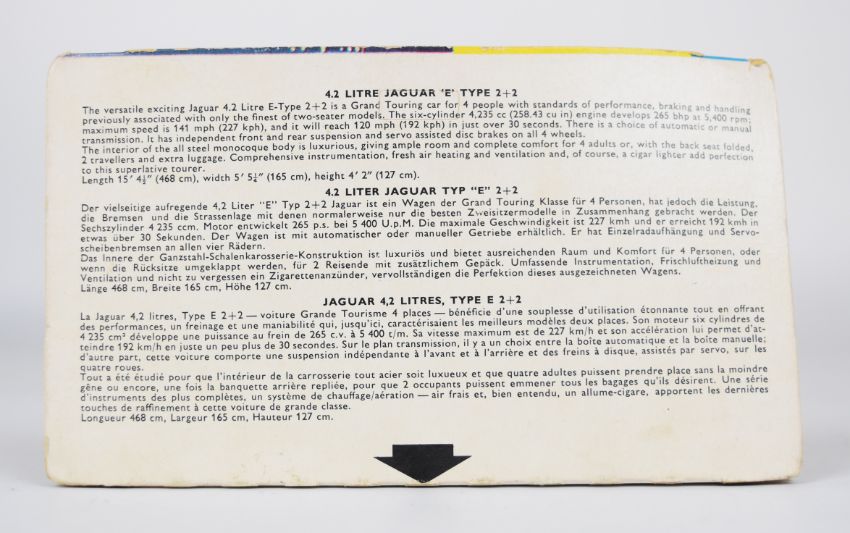 4.2 LITRE JAGUAR 'E' TYPE 2+2
The versatile exciting Jaguar 4.2 Litre E-Type 2+2 is a Grand Touring car for 4 people with standards of performance, braking and handling
previously associated with only the finest of two-seater models. The six-cylinder 4,235 cc (258.43 cu in) engine develops 265 bhp at 5,400 rpm;
maximum speed is 141 mph (227 kph), and it will reach 120 mph (192 kph) in just over 30 seconds. There is a choice of automatic or manual
transmission. It has independent front and rear suspension and servo assisted disc brakes on all 4 wheels.
The interior of the all steel monocoque body is luxurious, giving ample room and complete comfort for 4 adults or, with the back seat folded,
2 travellers and extra luggage. Comprehensive instrumentation, fresh air heating and ventilation and, of course, a cigar lighter add perfection
to this superlative tourer.
Length 15' 4½" (468 cm), width 5' 5¼" (165 cm), height 4' 2" (127 cm).
4.2 LITER JAGUAR TYP "E" 2+2
Der vielseitige aufregende 4,2 Liter "E" Typ 2+2 Jaguar ist ein Wagen der Grand Touring Klasse für 4 Personen, hat jedoch die Leistung,
die Bremsen und die Strassenlage mit denen normalerweise nur die besten Zweisitzermodelle in Zusammenhang gebracht werden. Der
Sechszylinder 4 235 ccm. Motor entwickelt 265 p.s. bei 5 400 U.p.M. Die maximale Geschwindigkeit ist 227 kmh und er erreicht 192 kmh in
etwas über 30 Sekunden. Der Wagen ist mit automatischer oder manueller Getriebe erhältlich. Er hat Einzelradaufhängung und Servo-
scheibenbremsen an allen vier Rädern.
Das Innere der Ganzstahl-Schalenkarosserie-Konstruktion ist luxuriös und bietet ausreichenden Raum und Komfort für 4 Personen, oder
wenn die Rücksitze umgeklappt werden, für 2 Reisende mit zusätzlichem Gepäck. Umfassende Instrumentation, Frischluftheizung und
Ventilation und nicht zu vergessen ein Zigarettenanzünder, vervollständigen die Perfektion dieses ausgezeichneten Wagens.
Länge 468 cm, Breite 165 cm, Höhe 127 cm.
JAGUAR 4,2 LITRES, TYPE E 2+2
La Jaguar 4,2 litres, Type E 2+2 — voiture Grande Tourisme 4 places — bénéficie d'une souplesse d'utilisation étonnante tout en offrant
des performances, un freinage et une maniabilité qui, jusqu'ici, caractérisaient les meilleurs modèles deux places. Son moteur six cylindres de
4 235 cm³ développe une puissance au frein de 265 c.v. à 5 400 t/m. Sa vitesse maximum est de 227 km/h et son accélération lui permet d'at-
teindre 192 km/h en juste un peu plus de 30 secondes. Sur le plan transmission, il y a un choix entre la boîte automatique et la boîte manuelle;
d'autre part, cette voiture comporte une suspension indépendante à l'avant et à l'arrière et des freins à disque, assistés par servo, sur les
quatre roues.
Tout a été étudié pour que l'intérieur de la carrosserie tout acier soit luxueux et que quatre adultes puissent prendre place sans la moindre
gêne ou encore, une fois la banquette arrière repliée, pour que 2 occupants puissent emmener tous les bagages qu'ils désirent. Une série
d'instruments des plus complètes, un système de chauffage/aération — air frais et, bien entendu, un allume-cigare, apportent les dernières
touches de raffinement à cette voiture de grande classe.
Longueur 468 cm, Largeur 165 cm, Hauteur 127 cm.